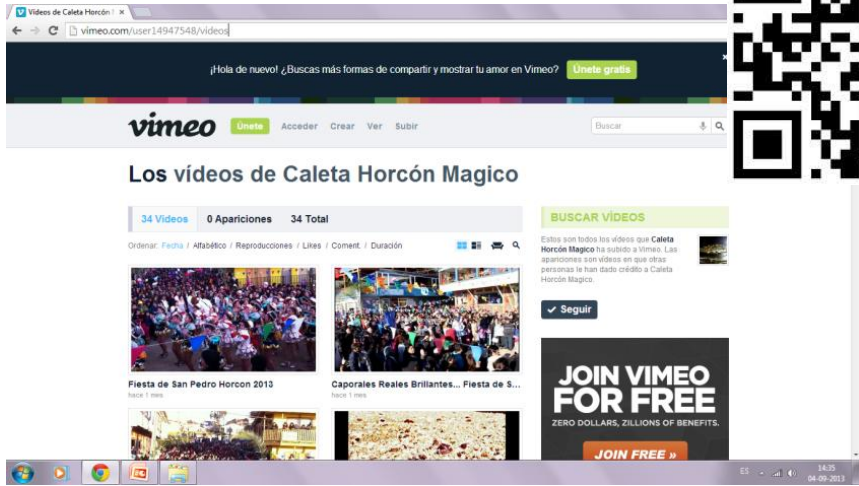 Vídeos de Caleta Horcón
vimeo.com/user14947548/videos
¡Hola de nuevo! ¿Buscas más formas de compartir y mostrar tu amor en Vimeo? Únete gratis
vimeo Únete Acceder Crear Ver Subir Buscar
Los vídeos de Caleta Horcón Magico
34 Videos 0 Apariciones 34 Total
Ordenar: Fecha / Alfabético / Reproducciones / Likes / Coment. / Duración
Fiesta de San Pedro Horcon 2013
hace 1 mes
Caporales Reales Brillantes... Fiesta de S...
hace 1 mes
BUSCAR VÍDEOS
Estos son todos los vídeos que Caleta
Horcón Magico ha subido a Vimeo. Las
apariciones son vídeos en que otras
personas le han dado crédito a Caleta
Horcón Magico.
Seguir
JOIN VIMEO
FOR FREE
ZERO DOLLARS, ZILLIONS OF BENEFITS.
JOIN FREE »
ES
14:35
04-09-2013